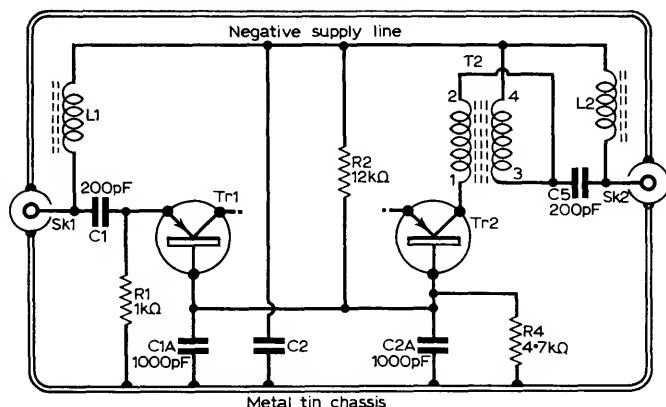 Negative supply line
T2
2
4
L1
L2
R2
12kΩ
1
3
200pF
C1
Tr1
Tr2
C5
200pF
Sk1
Sk2
R1
1kΩ
C1A
1000pF
C2
C2A
1000pF
R4
4·7kΩ
Metal tin chassis